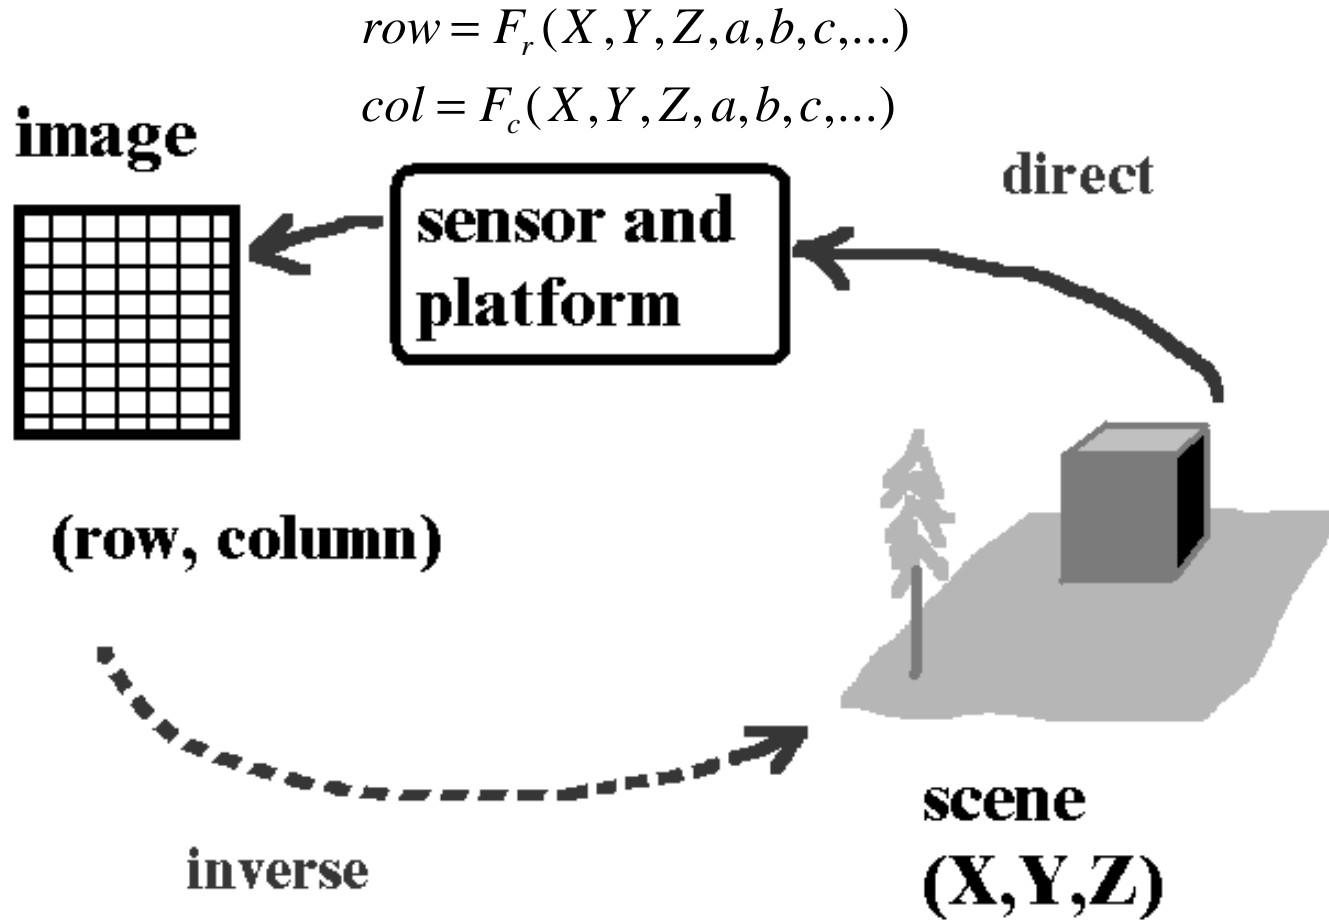 row = F_r (X,Y,Z,a,b,c,...)
col = F_c (X,Y,Z,a,b,c,...)
image
direct
sensor and
platform
(row, column)
scene
(X,Y,Z)
inverse